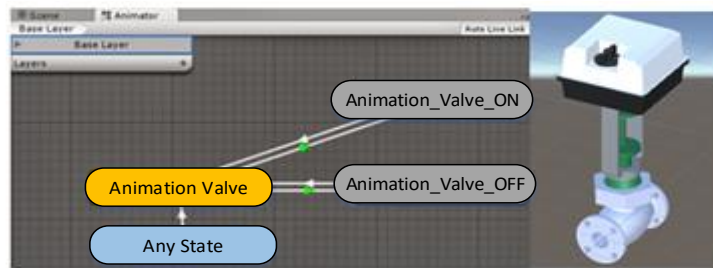 Scene Animator
Base Layer Auto Live Link
Base Layer
Layers +
Animation_Valve_ON
Animation Valve
Animation_Valve_OFF
Any State